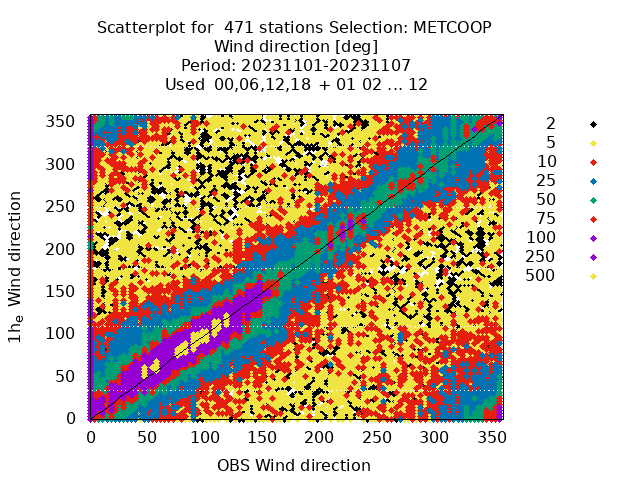 Scatterplot for 471 stations Selection: METCOOP
Wind direction [deg]
Period: 20231101-20231107
Used 00,06,12,18 + 01 02 ... 12
350
300
250
200
150
100
50
0
1hₑ Wind direction
0 50 100 150 200 250 300 350
OBS Wind direction
2
5
10
25
50
75
100
250
500